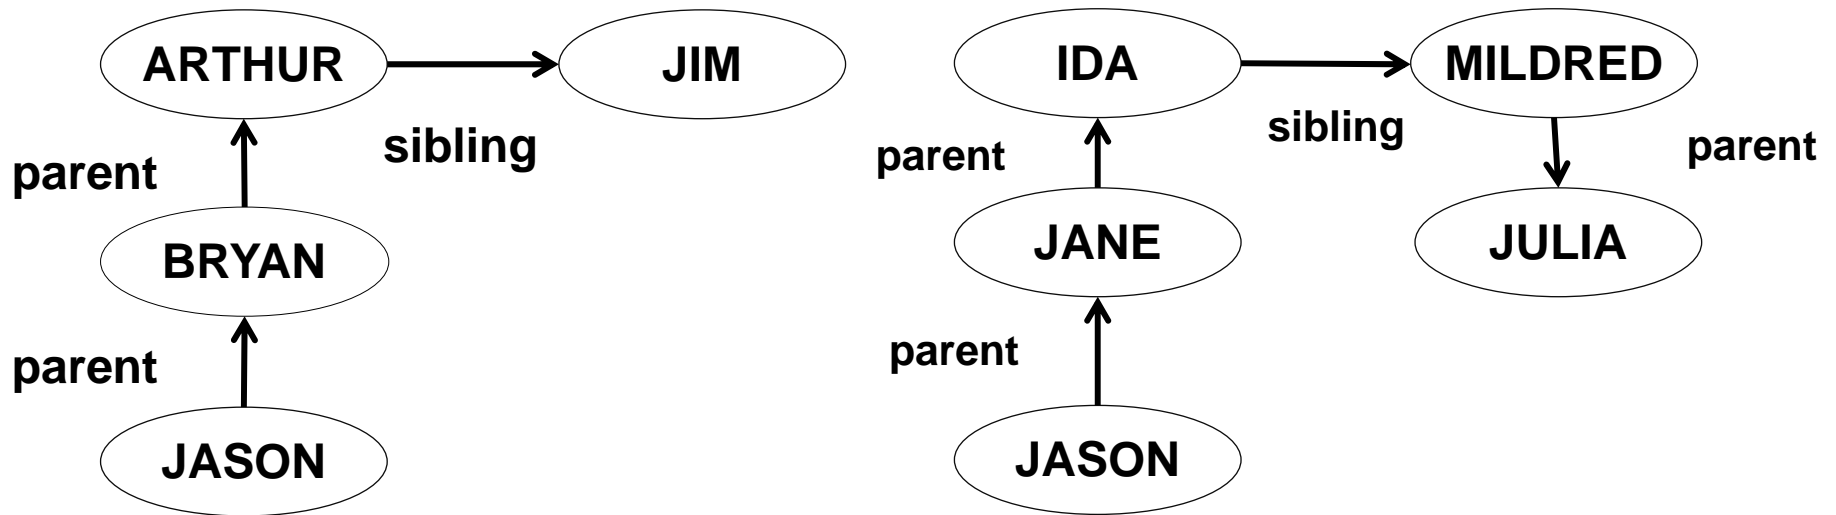 ARTHUR
JIM
sibling
parent
BRYAN
parent
JASON
IDA
MILDRED
sibling
parent
parent
JANE
JULIA
parent
JASON